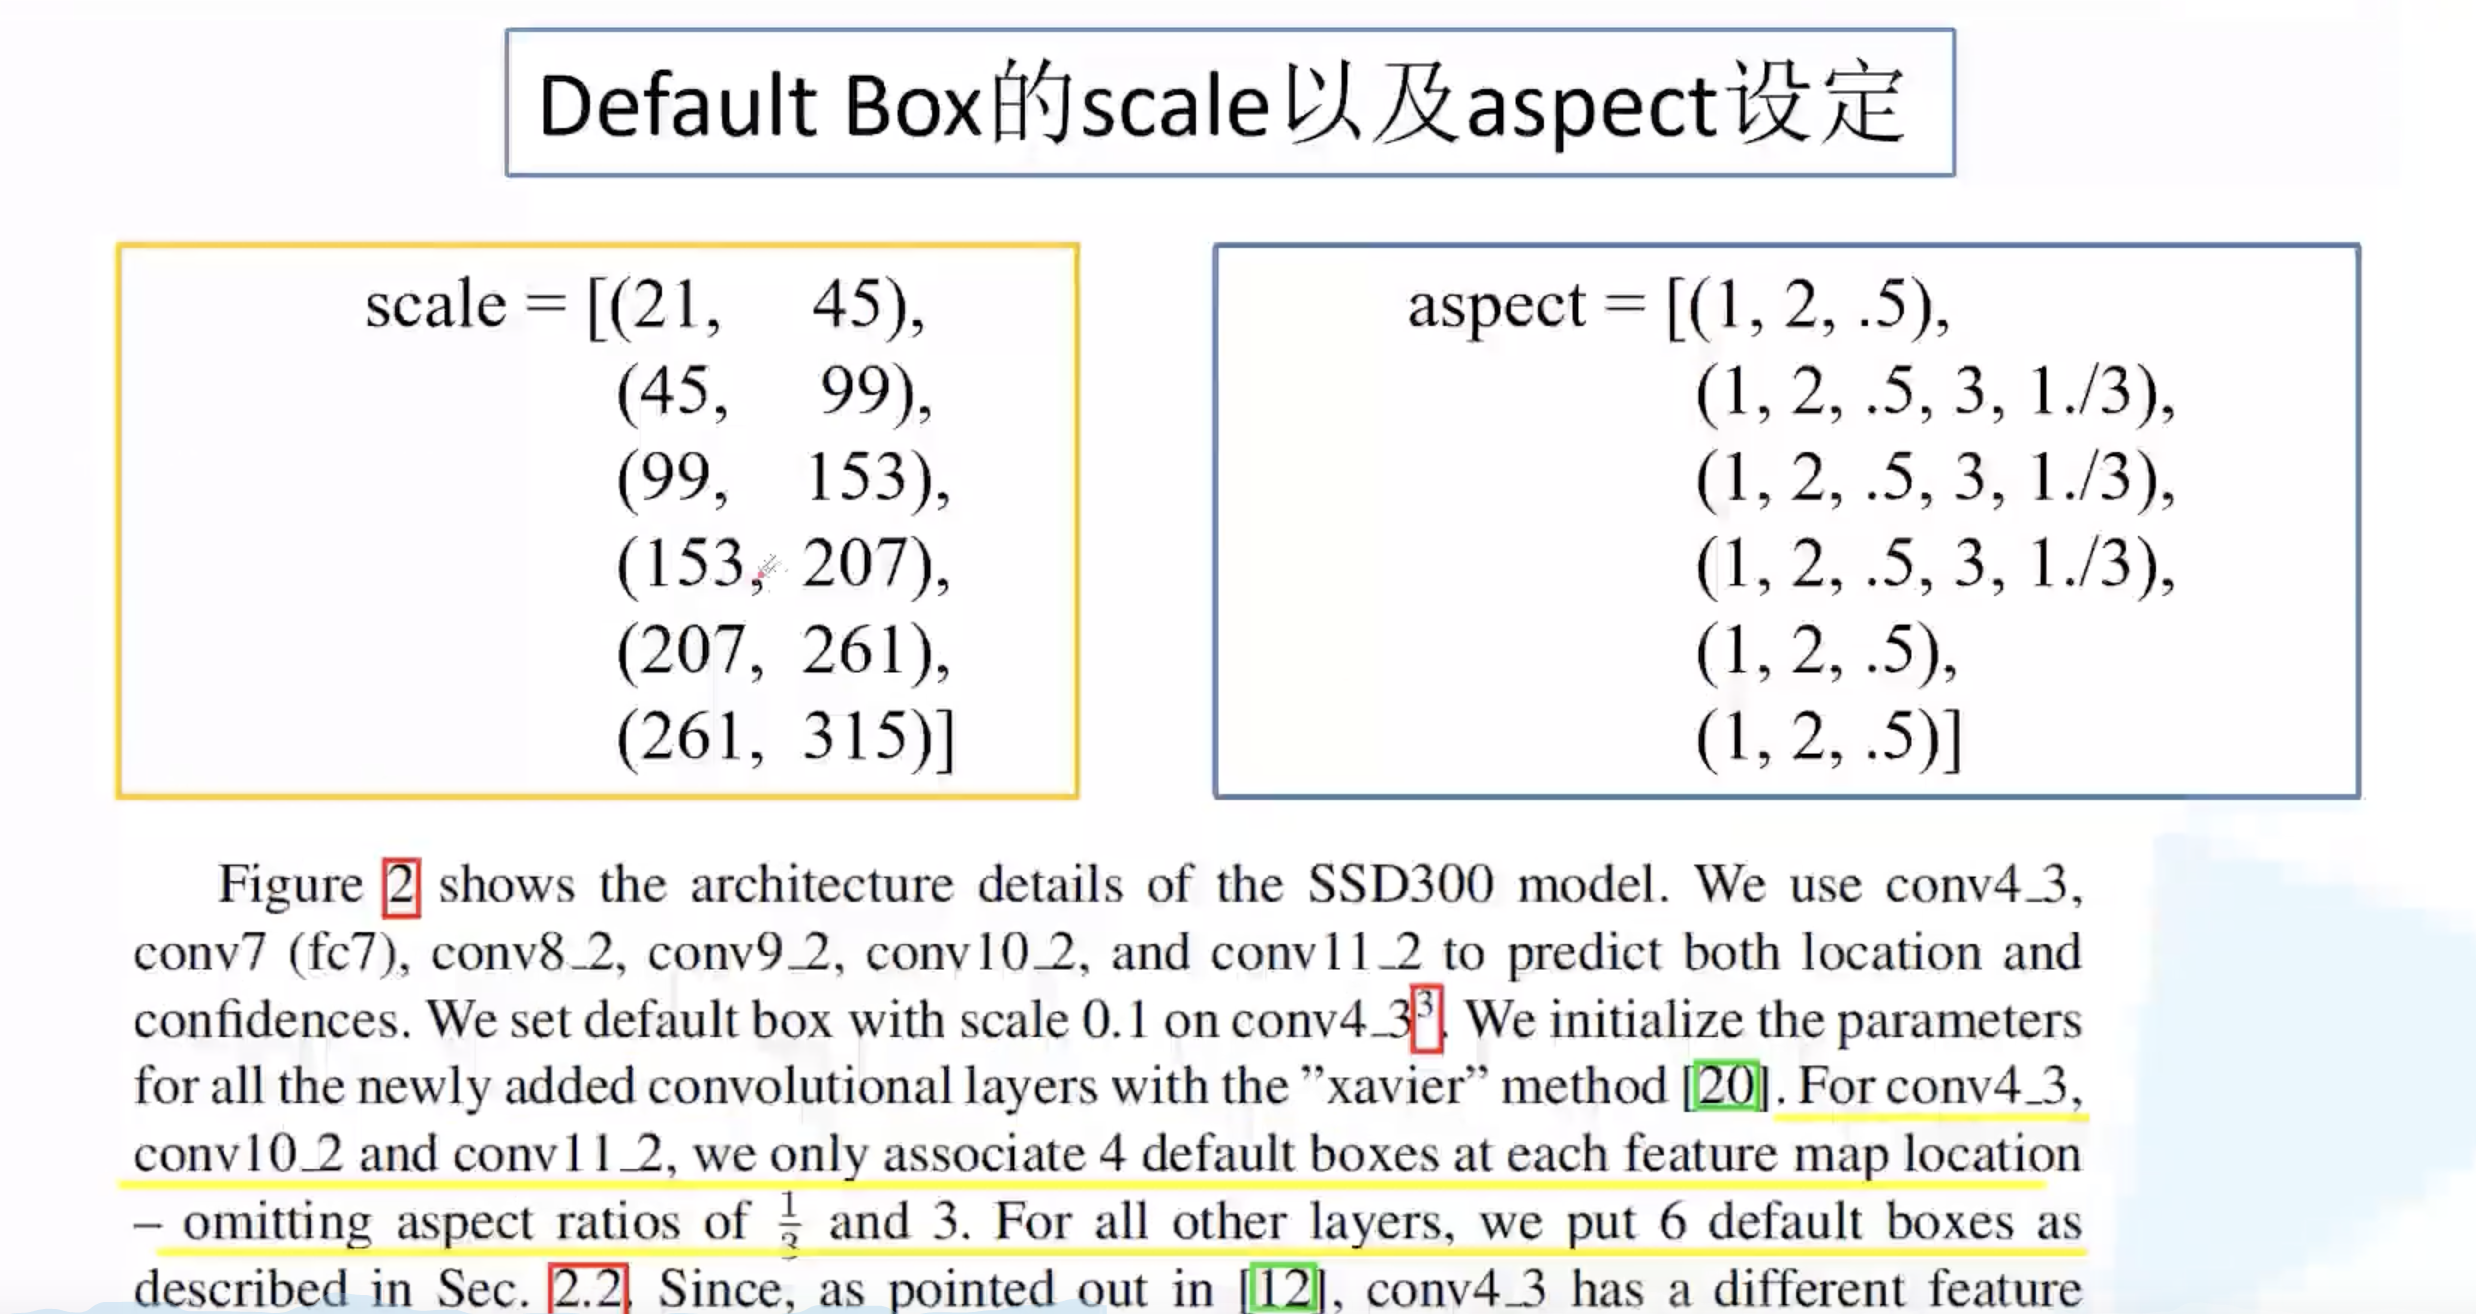 Default Box的scale以及aspect设定
scale = [(21, 45),
(45, 99),
(99, 153),
(153, 207),
(207, 261),
(261, 315)]
aspect = [(1, 2, .5),
(1, 2, .5, 3, 1./3),
(1, 2, .5, 3, 1./3),
(1, 2, .5, 3, 1./3),
(1, 2, .5),
(1, 2, .5)]
Figure 2 shows the architecture details of the SSD300 model. We use conv4_3,
conv7 (fc7), conv8_2, conv9_2, conv10_2, and conv11_2 to predict both location and
confidences. We set default box with scale 0.1 on conv4_3³. We initialize the parameters
for all the newly added convolutional layers with the ”xavier” method [20]. For conv4_3,
conv10_2 and conv11_2, we only associate 4 default boxes at each feature map location
– omitting aspect ratios of 1/3 and 3. For all other layers, we put 6 default boxes as
described in Sec. 2.2. Since, as pointed out in [12], conv4_3 has a different feature